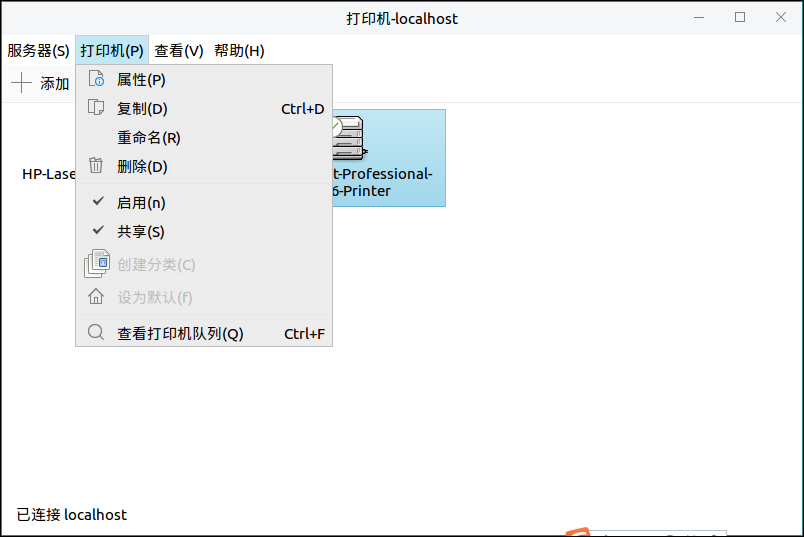 打印机-localhost
服务器(S) 打印机(P) 查看(V) 帮助(H)
添加
属性(P)
复制(D) Ctrl+D
重命名(R)
删除(D)
启用(n)
共享(S)
创建分类(C)
设为默认(f)
查看打印机队列(Q) Ctrl+F
HP-Lase
t-Professional-
6-Printer
已连接 localhost